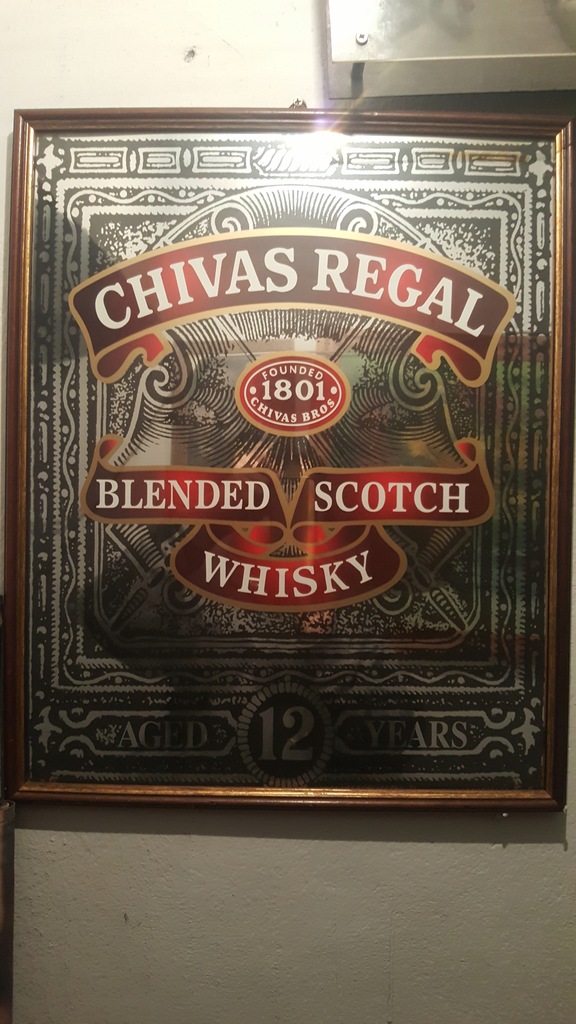 CHIVAS REGAL
FOUNDED
1801
CHIVAS BROS
BLENDED SCOTCH
WHISKY
AGED 12 YEARS